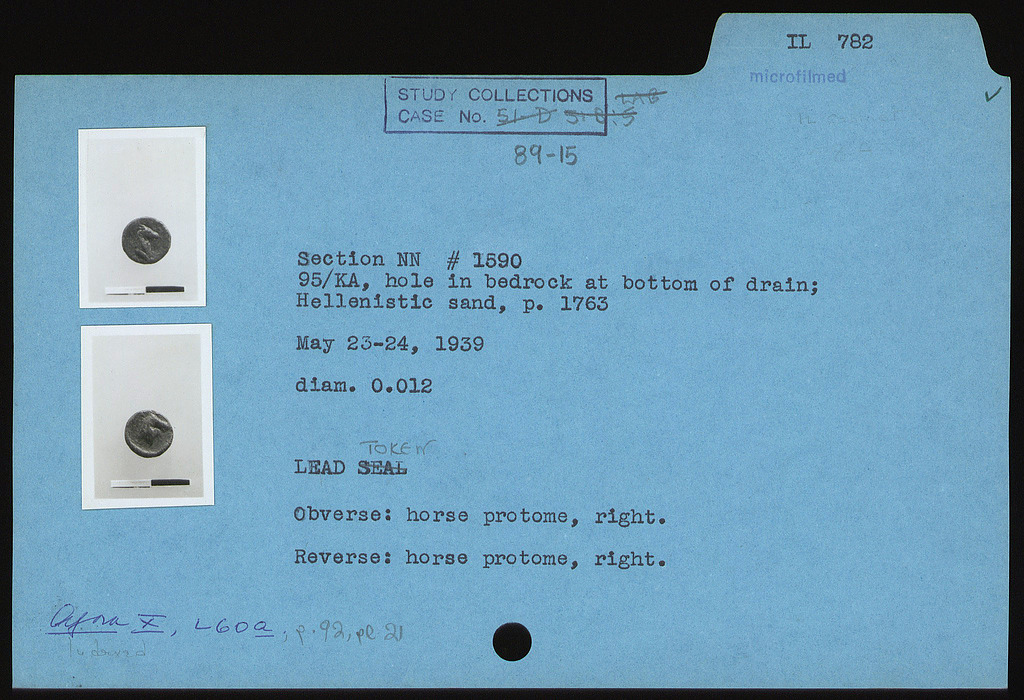 IL 782
microfilmed
✓
STUDY COLLECTIONS LAB
CASE No. 51-D
89-15
Section NN # 1590
95/KA, hole in bedrock at bottom of drain;
Hellenistic sand, p. 1763
May 23-24, 1939
diam. 0.012
TOKEN
LEAD SEAL
Obverse: horse protome, right.
Reverse: horse protome, right.
Agora X, L60a, p. 92, pl 21